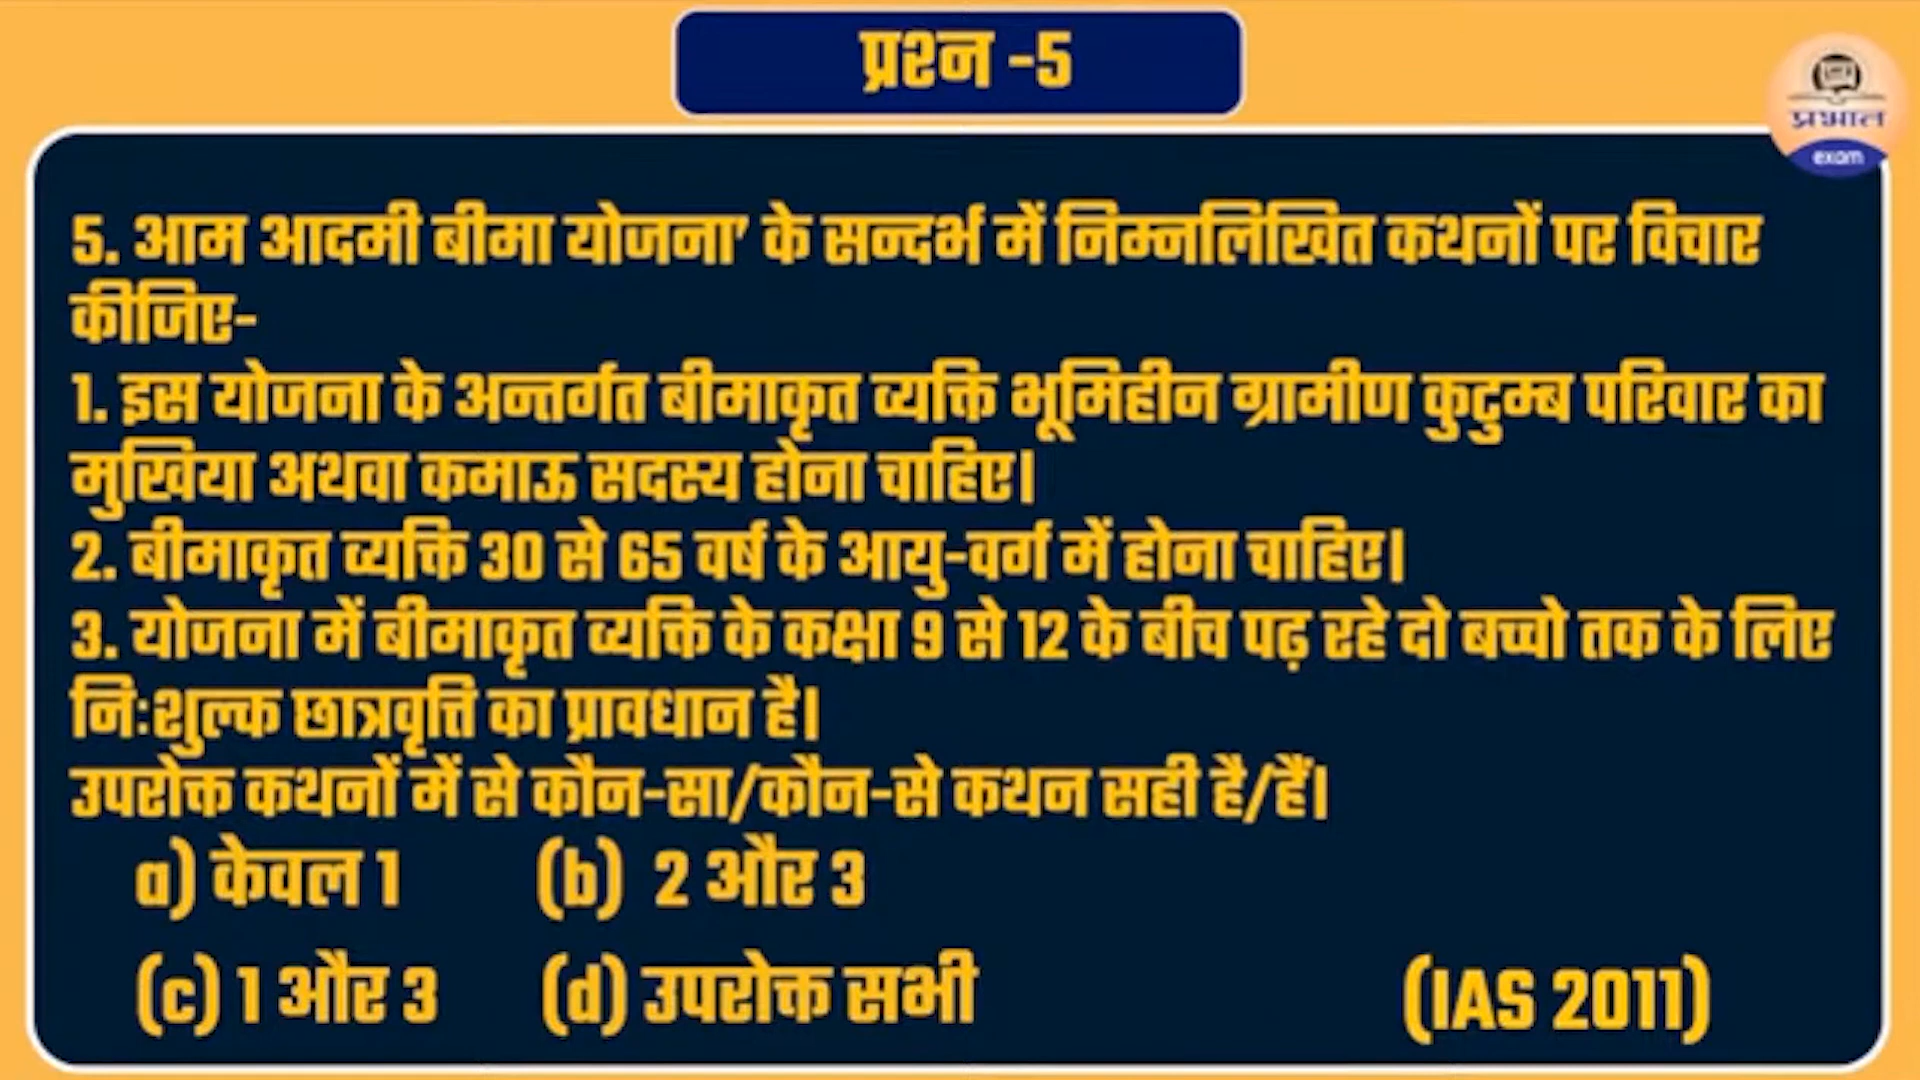 प्रश्न -5
प्रभात
exam
5. आम आदमी बीमा योजना’ के सन्दर्भ में निम्नलिखित कथनों पर विचार
कीजिए-
1. इस योजना के अन्तर्गत बीमाकृत व्यक्ति भूमिहीन ग्रामीण कुटुम्ब परिवार का
मुखिया अथवा कमाऊ सदस्य होना चाहिए।
2. बीमाकृत व्यक्ति 30 से 65 वर्ष के आयु-वर्ग में होना चाहिए।
3. योजना में बीमाकृत व्यक्ति के कक्षा 9 से 12 के बीच पढ़ रहे दो बच्चो तक के लिए
निःशुल्क छात्रवृत्ति का प्रावधान है।
उपरोक्त कथनों में से कौन-सा/कौन-से कथन सही है/हैं।
a) केवल 1 (b) 2 और 3
(c) 1 और 3 (d) उपरोक्त सभी (IAS 2011)